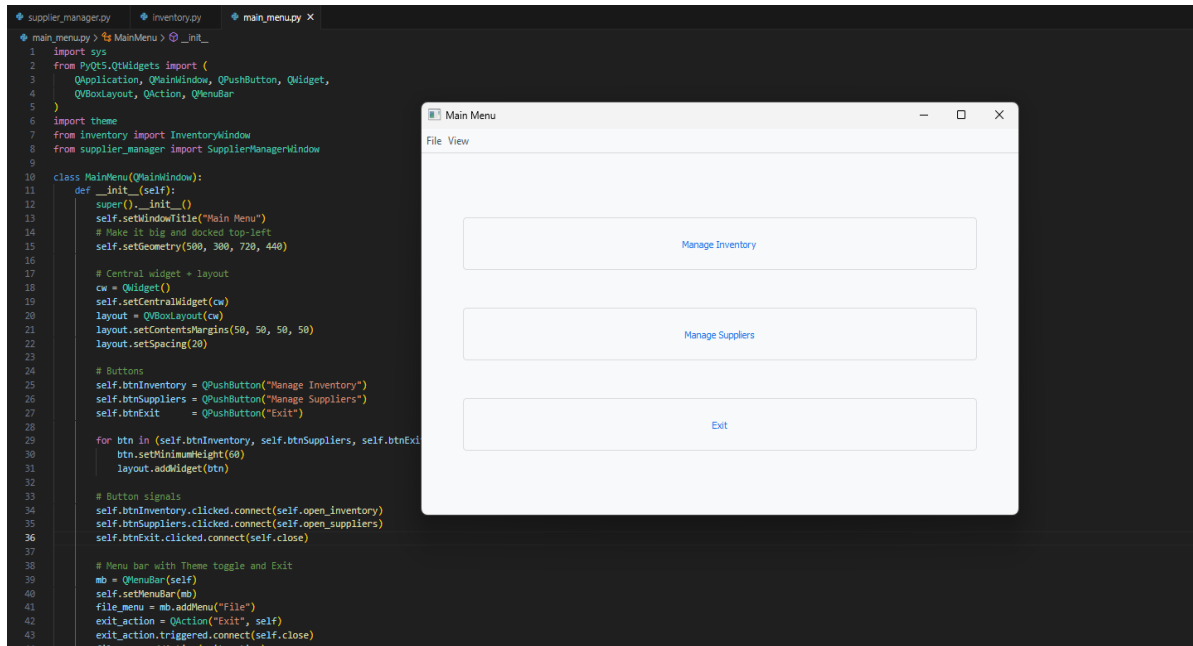 supplier_manager.py inventory.py main_menu.py X
main_menu.py > MainMenu > __init__
1 import sys
2 from PyQt5.QtWidgets import (
3 QApplication, QMainWindow, QPushButton, QWidget,
4 QVBoxLayout, QAction, QMenuBar
5 )
6 import theme
7 from inventory import InventoryWindow
8 from supplier_manager import SupplierManagerWindow
9
10 class MainMenu(QMainWindow):
11 def __init__(self):
12 super().__init__()
13 self.setWindowTitle("Main Menu")
14 # Make it big and docked top-left
15 self.setGeometry(500, 300, 720, 440)
16
17 # Central widget + layout
18 cw = QWidget()
19 self.setCentralWidget(cw)
20 layout = QVBoxLayout(cw)
21 layout.setContentsMargins(50, 50, 50, 50)
22 layout.setSpacing(20)
23
24 # Buttons
25 self.btnInventory = QPushButton("Manage Inventory")
26 self.btnSuppliers = QPushButton("Manage Suppliers")
27 self.btnExit = QPushButton("Exit")
28
29 for btn in (self.btnInventory, self.btnSuppliers, self.btnExi
30 btn.setMinimumHeight(60)
31 layout.addWidget(btn)
32
33 # Button signals
34 self.btnInventory.clicked.connect(self.open_inventory)
35 self.btnSuppliers.clicked.connect(self.open_suppliers)
36 self.btnExit.clicked.connect(self.close)
37
38 # Menu bar with Theme toggle and Exit
39 mb = QMenuBar(self)
40 self.setMenuBar(mb)
41 file_menu = mb.addMenu("File")
42 exit_action = QAction("Exit", self)
43 exit_action.triggered.connect(self.close)
Main Menu
File View
Manage Inventory
Manage Suppliers
Exit